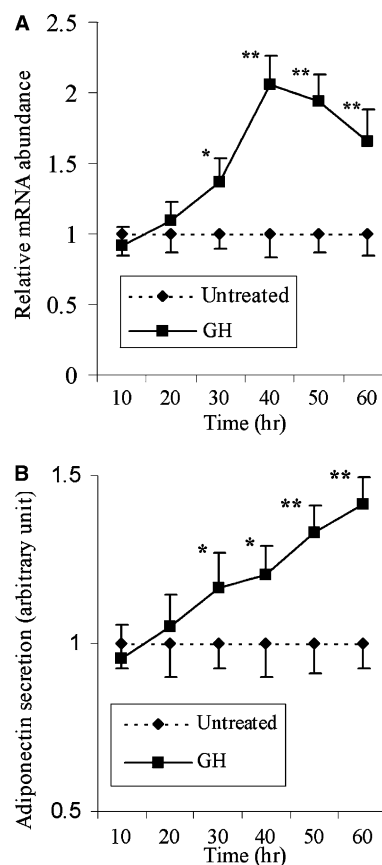 A
Relative mRNA abundance
2.5
2
1.5
1
0.5
0
**
**
**
*
Untreated
GH
10 20 30 40 50 60
Time (hr)
B
Adiponectin secretion (arbitrary unit)
1.5
1
0.5
**
**
*
*
Untreated
GH
10 20 30 40 50 60
Time (hr)